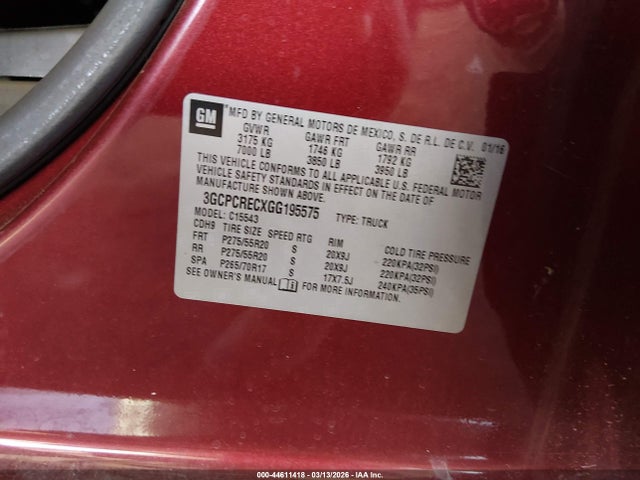 GM
MFD BY GENERAL MOTORS DE MEXICO, S. DE R.L. DE C.V. 01/16
GVWR GAWR FRT GAWR RR
3175 KG 1746 KG 1792 KG
7000 LB 3850 LB 3950 LB
THIS VEHICLE CONFORMS TO ALL APPLICABLE U.S. FEDERAL MOTOR
VEHICLE SAFETY STANDARDS IN EFFECT ON THE DATE OF
MANUFACTURE SHOWN ABOVE.
3GCPCRECXGG195575 TYPE: TRUCK
MODEL: C15543
CDH9 TIRE SIZE SPEED RTG RIM COLD TIRE PRESSURE
FRT P275/55R20 S 20X9J 220KPA(32PSI)
RR P275/55R20 S 20X9J 220KPA(32PSI)
SPA P265/70R17 S 17X7.5J 240KPA(35PSI)
SEE OWNER'S MANUAL FOR MORE INFORMATION.
000-44611418 | 03/13/2026 | IAA Inc.